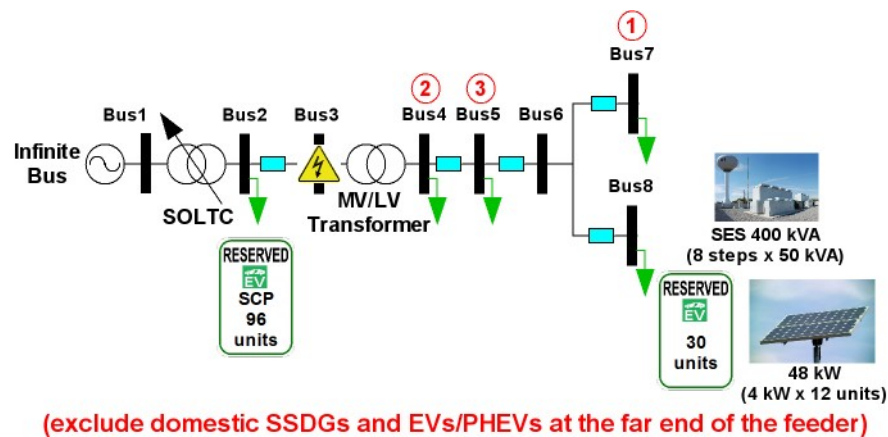 1
Bus7
2
3
Bus1
Bus2
Bus3
Bus4
Bus5
Bus6
Infinite
Bus
SOLTC
MV/LV
Transformer
Bus8
SES 400 kVA
(8 steps x 50 kVA)
RESERVED
EV
SCP
96
units
RESERVED
EV
30
units
48 kW
(4 kW x 12 units)
(exclude domestic SSDGs and EVs/PHEVs at the far end of the feeder)